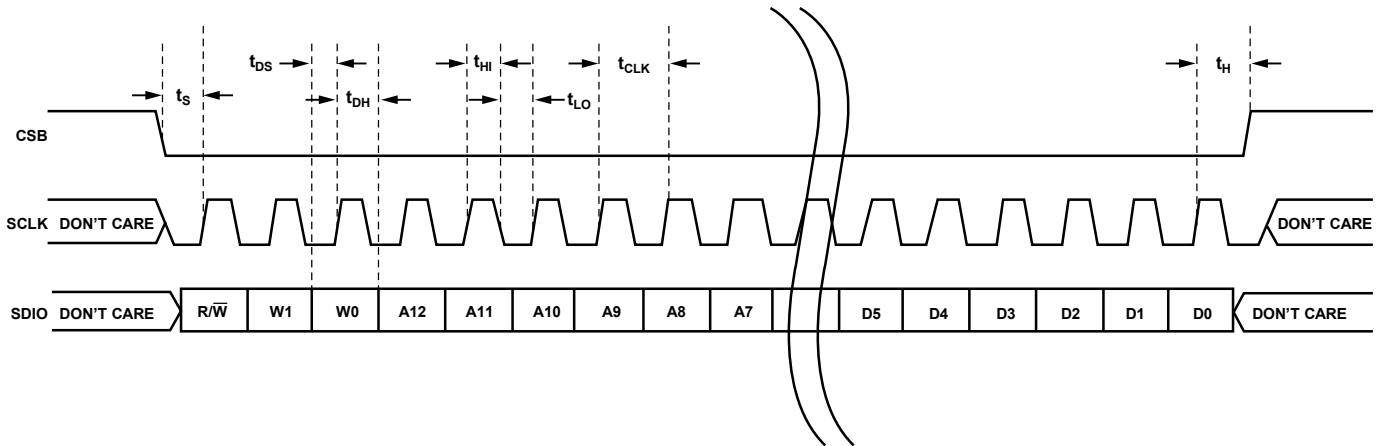 tDS
tHI
tCLK
tH
tS
tDH
tLO
CSB
SCLK DON'T CARE
DON'T CARE
SDIO DON'T CARE R/W̅ W1 W0 A12 A11 A10 A9 A8 A7 D5 D4 D3 D2 D1 D0 DON'T CARE